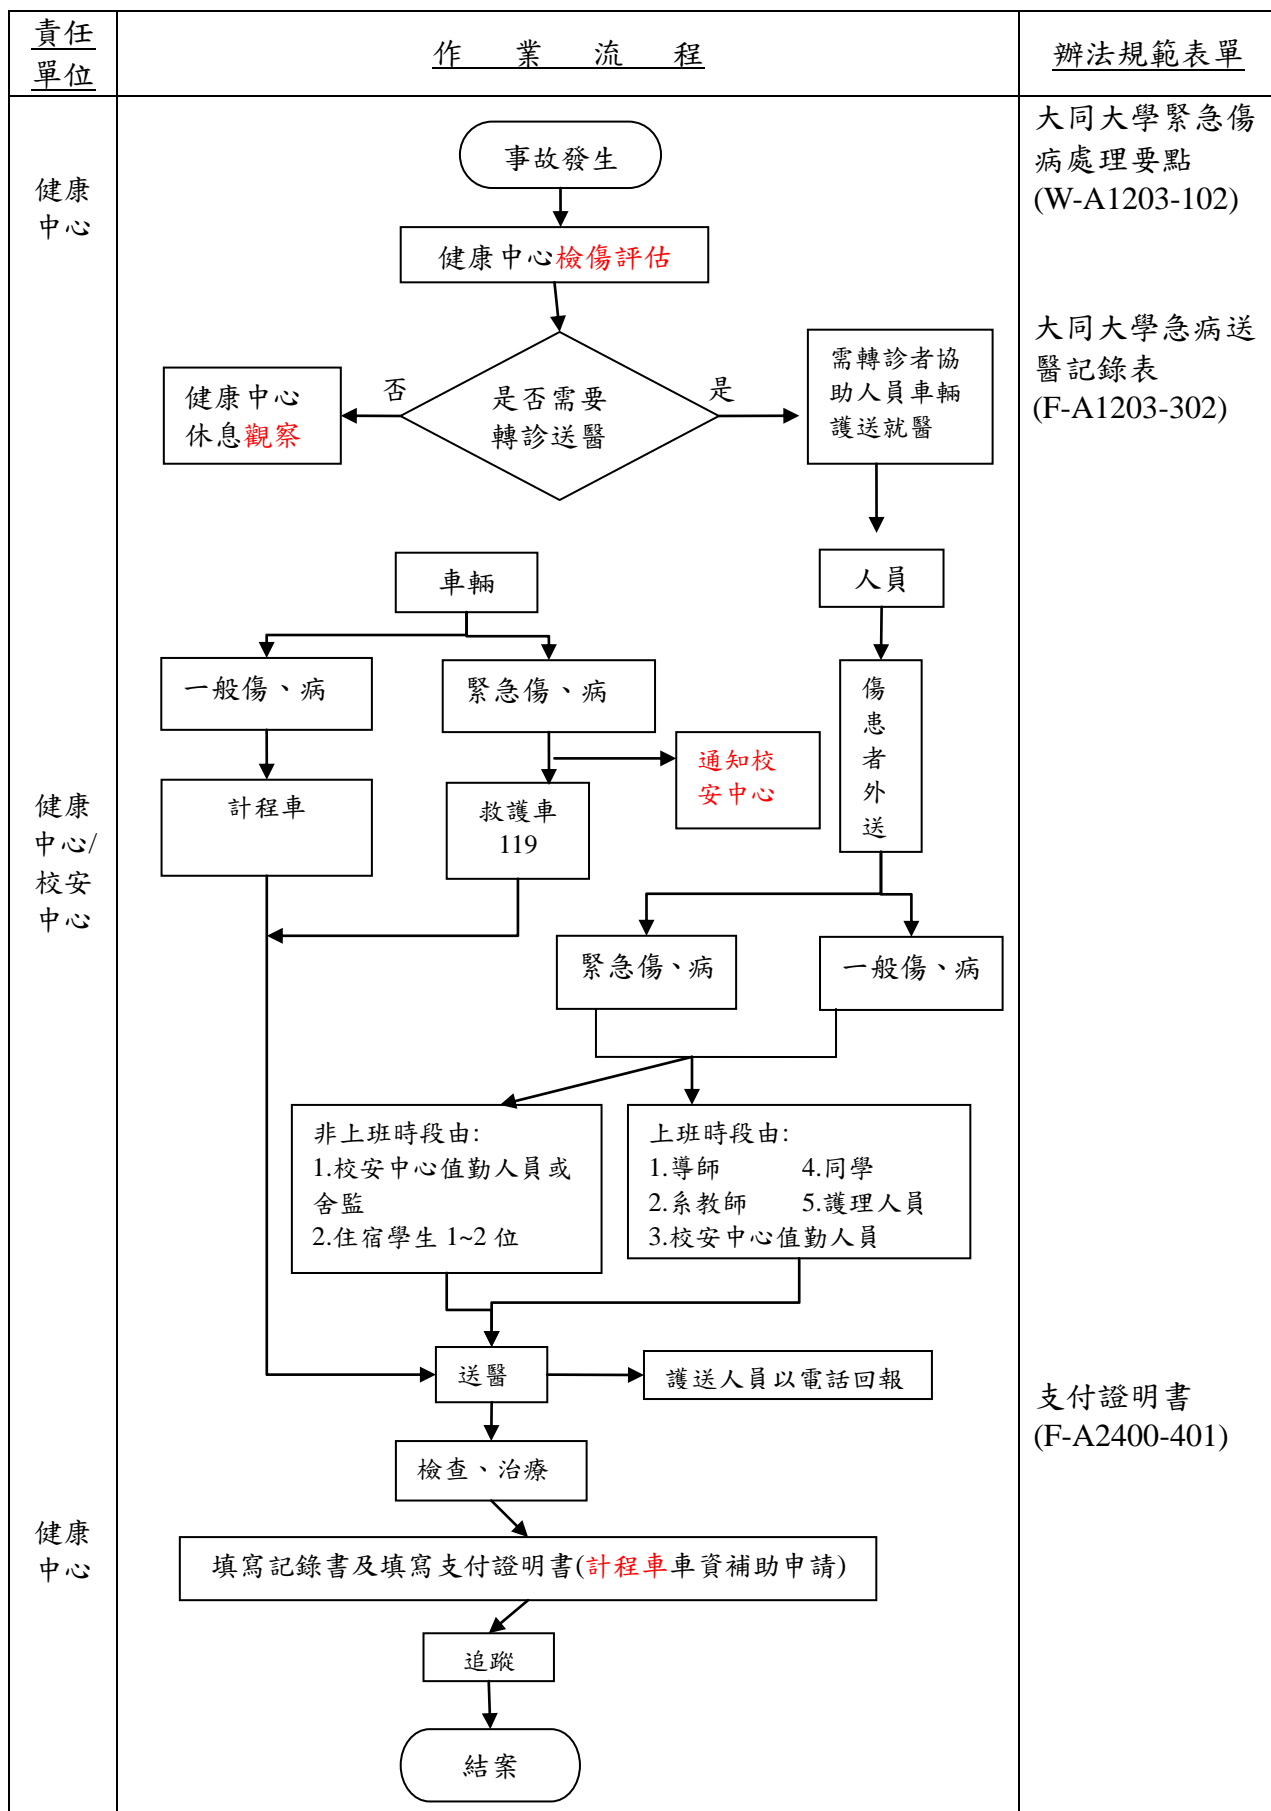 責任
單位
作 業 流 程
辦法規範表單
大同大學緊急傷
病處理要點
(W-A1203-102)
事故發生
健康
中心
健康中心檢傷評估
大同大學急病送
醫記錄表
(F-A1203-302)
需轉診者協
助人員車輛
護送就醫
否
是
健康中心
休息觀察
是否需要
轉診送醫
車輛
人員
一般傷、病
緊急傷、病
傷
患
者
外
送
通知校
安中心
計程車
救護車
119
健康
中心/
校安
中心
緊急傷、病
一般傷、病
非上班時段由:
1.校安中心值勤人員或
舍監
2.住宿學生 1~2 位
上班時段由:
1.導師 4.同學
2.系教師 5.護理人員
3.校安中心值勤人員
送醫
護送人員以電話回報
支付證明書
(F-A2400-401)
檢查、治療
健康
中心
填寫記錄書及填寫支付證明書(計程車車資補助申請)
追蹤
結案